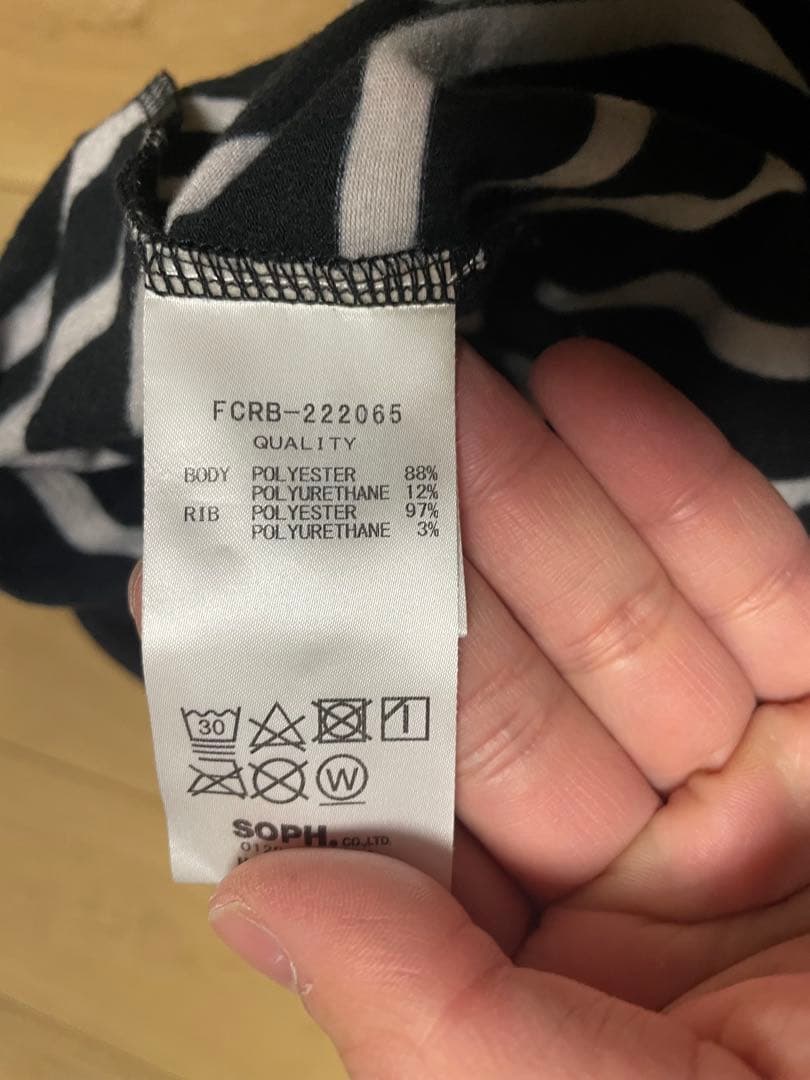 FCRB-222065
QUALITY
BODY POLYESTER 88%
POLYURETHANE 12%
RIB POLYESTER 97%
POLYURETHANE 3%
30
W
SOPH. CO.,LTD.